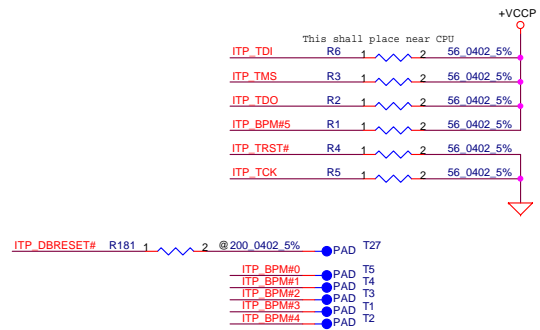 +VCCP
This shall place near CPU
ITP_TDI R6 1 2 56_0402_5%
ITP_TMS R3 1 2 56_0402_5%
ITP_TDO R2 1 2 56_0402_5%
ITP_BPM#5 R1 1 2 56_0402_5%
ITP_TRST# R4 1 2 56_0402_5%
ITP_TCK R5 1 2 56_0402_5%
ITP_DBRESET# R181 1 2 @200_0402_5% PAD T27
ITP_BPM#0 PAD T5
ITP_BPM#1 PAD T4
ITP_BPM#2 PAD T3
ITP_BPM#3 PAD T1
ITP_BPM#4 PAD T2